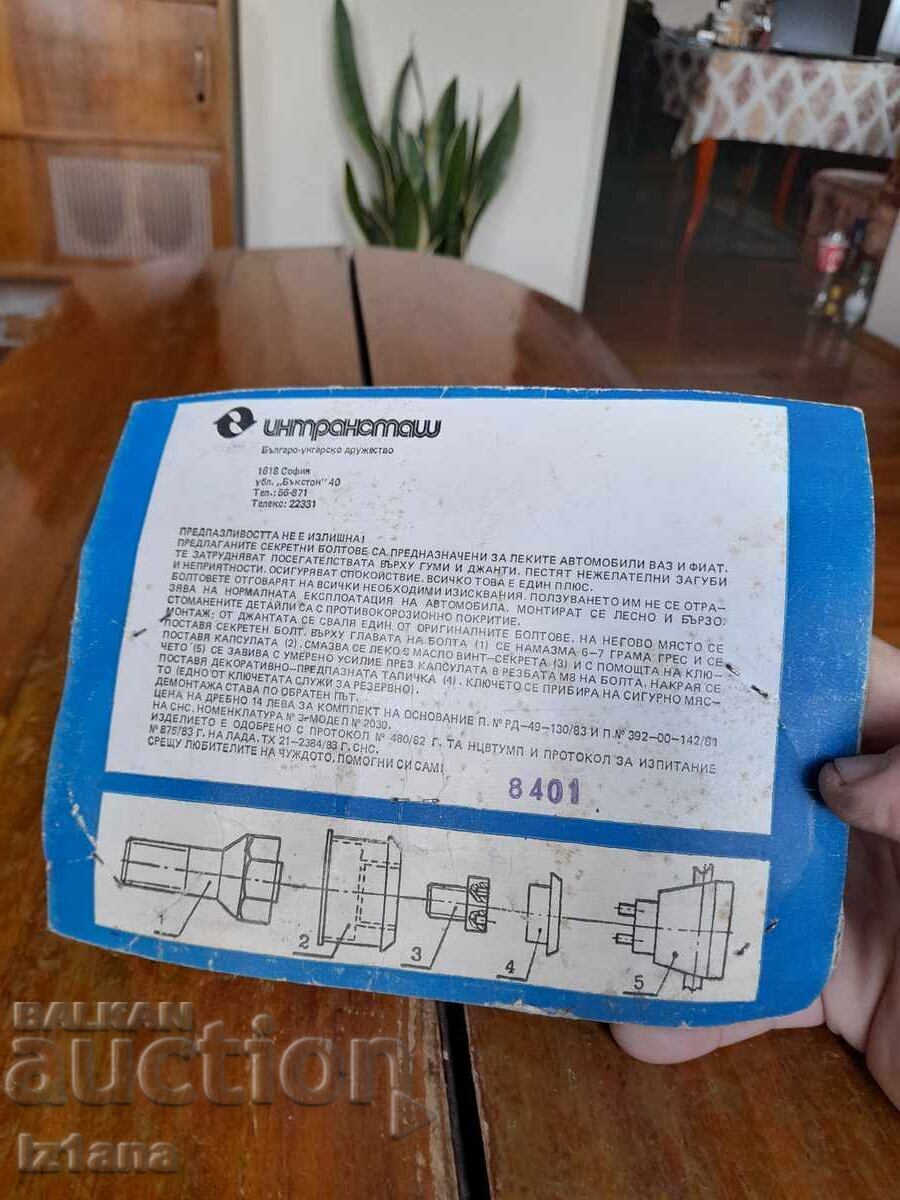 интранспмаш
Българо-унгарско дружество
1618 София
убл. „Бъкстон" 40
Тел.: 56-871
Телекс: 22331
ПРЕДПАЗЛИВОСТТА НЕ Е ИЗЛИШНА!
ПРЕДЛАГАНИТЕ СЕКРЕТНИ БОЛТОВЕ СА ПРЕДНАЗНАЧЕНИ ЗА ЛЕКИТЕ АВТОМОБИЛИ ВАЗ И ФИАТ.
ТЕ ЗАТРУДНЯВАТ ПОСЕГАТЕЛСТВАТА ВЪРХУ ГУМИ И ДЖАНТИ. ПЕСТЯТ НЕЖЕЛАТЕЛНИ ЗАГУБИ
И НЕПРИЯТНОСТИ. ОСИГУРЯВАТ СПОКОЙСТВИЕ. ВСИЧКО ТОВА Е ЕДИН ПЛЮС.
БОЛТОВЕТЕ ОТГОВАРЯТ НА ВСИЧКИ НЕОБХОДИМИ ИЗИСКВАНИЯ. ПОЛЗУВАНЕТО ИМ НЕ СЕ ОТРА-
ЗЯВА НА НОРМАЛНАТА ЕКСПЛОАТАЦИЯ НА АВТОМОБИЛА. МОНТИРАТ СЕ ЛЕСНО И БЪРЗО.
СТОМАНЕНИТЕ ДЕТАЙЛИ СА С ПРОТИВОКОРОЗИОННО ПОКРИТИЕ.
МОНТАЖ: ОТ ДЖАНТАТА СЕ СВАЛЯ ЕДИН ОТ ОРИГИНАЛНИТЕ БОЛТОВЕ. НА НЕГОВО МЯСТО СЕ
ПОСТАВЯ СЕКРЕТЕН БОЛТ. ВЪРХУ ГЛАВАТА НА БОЛТА (1) СЕ НАМАЗВА 6-7 ГРАМА ГРЕС И СЕ
ПОСТАВЯ КАПСУЛАТА (2). СМАЗВА СЕ ЛЕКО С МАСЛО ВИНТ-СЕКРЕТА (3) И С ПОМОЩТА НА КЛЮ-
ЧЕТО (5) СЕ ЗАВИВА С УМЕРЕНО УСИЛИЕ ПРЕЗ КАПСУЛАТА В РЕЗБАТА М8 НА БОЛТА. НАКРАЯ СЕ
ПОСТАВЯ ДЕКОРАТИВНО-ПРЕДПАЗНАТА ТАПИЧКА (4). КЛЮЧЕТО СЕ ПРИБИРА НА СИГУРНО МЯС-
ТО (ЕДНО ОТ КЛЮЧЕТАТА СЛУЖИ ЗА РЕЗЕРВНО).
ДЕМОНТАЖА СТАВА ПО ОБРАТЕН ПЪТ.
ЦЕНА НА ДРЕБНО 14 ЛЕВА ЗА КОМПЛЕКТ НА ОСНОВАНИЕ П. № РД-49-130/83 И П. № 392-00-142/81
НА СНС. НОМЕНКЛАТУРА № 3-МОДЕЛ № 2030.
ИЗДЕЛИЕТО Е ОДОБРЕНО С ПРОТОКОЛ № 480/82 Г. ТА НЦВТУМП И ПРОТОКОЛ ЗА ИЗПИТАНИЕ
№ 875/83 Г. НА ЛАДА. ТХ 21-2384/83 Г. СНС.
СРЕЩУ ЛЮБИТЕЛИТЕ НА ЧУЖДОТО, ПОМОГНИ СИ САМ!
8401
1
2
3
4
5
BALKAN
auction
iz1ana